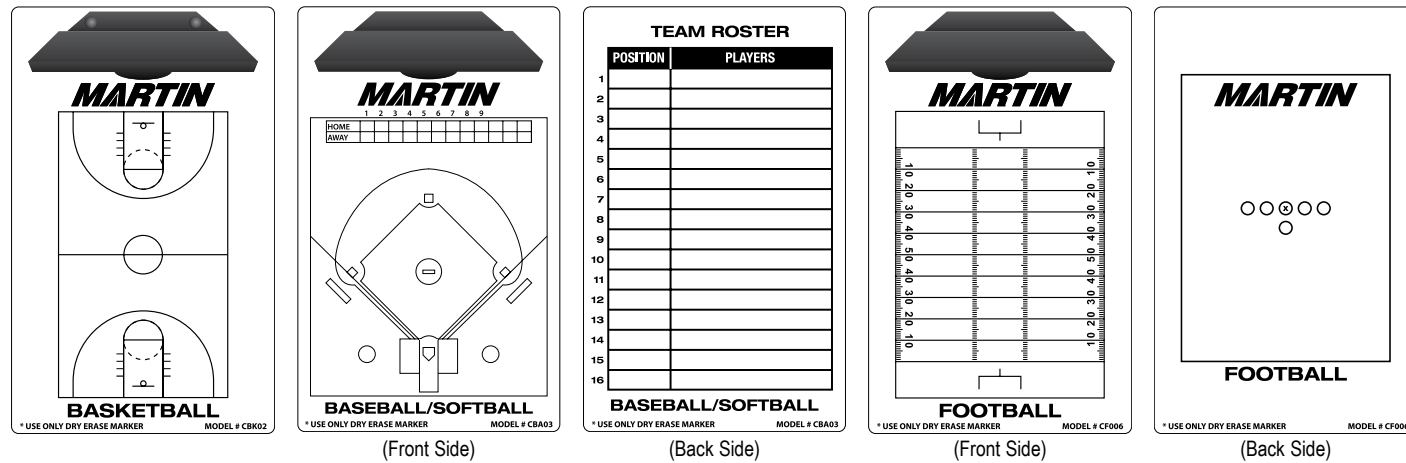 MARTIN
BASKETBALL
* USE ONLY DRY ERASE MARKER MODEL # CBK02
MARTIN
1 2 3 4 5 6 7 8 9
HOME
AWAY
BASEBALL/SOFTBALL
* USE ONLY DRY ERASE MARKER MODEL # CBA03
(Front Side)
TEAM ROSTER
POSITION PLAYERS
1
2
3
4
5
6
7
8
9
10
11
12
13
14
15
16
BASEBALL/SOFTBALL
* USE ONLY DRY ERASE MARKER MODEL # CBA03
(Back Side)
MARTIN
10 10
20 20
30 30
40 40
50 50
40 40
30 30
20 20
10 10
FOOTBALL
* USE ONLY DRY ERASE MARKER MODEL # CF006
(Front Side)
MARTIN
x
FOOTBALL
* USE ONLY DRY ERASE MARKER MODEL # CF006
(Back Side)